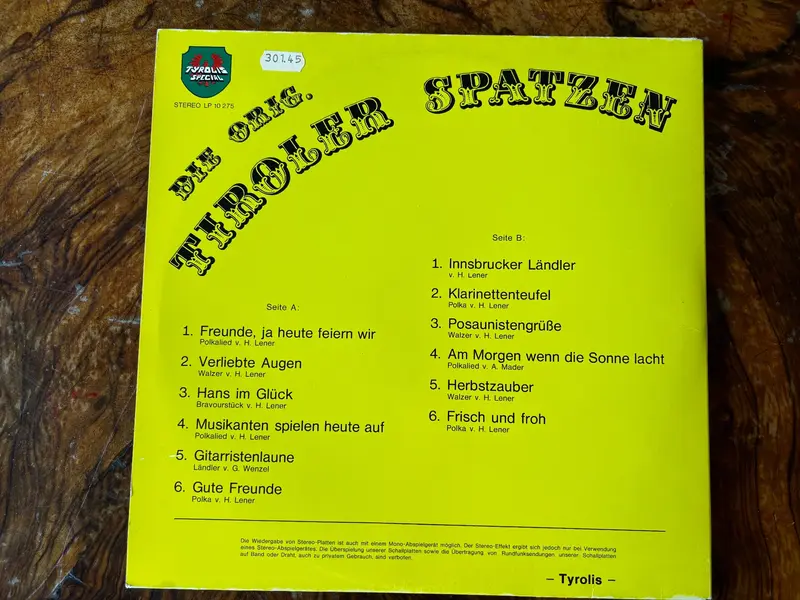 TYROLIS
SPECIAL
301.45
STEREO LP 10 275
DIE ORIG.
TIROLER SPATZEN
Seite A:
1. Freunde, ja heute feiern wir
Polkalied v. H. Lener
2. Verliebte Augen
Walzer v. H. Lener
3. Hans im Glück
Bravourstück v. H. Lener
4. Musikanten spielen heute auf
Polkalied v. H. Lener
5. Gitarristenlaune
Ländler v. G. Wenzel
6. Gute Freunde
Polka v. H. Lener
Seite B:
1. Innsbrucker Ländler
v. H. Lener
2. Klarinettenteufel
Polka v. H. Lener
3. Posaunistengrüße
Walzer v. H. Lener
4. Am Morgen wenn die Sonne lacht
Polkalied v. A. Mader
5. Herbstzauber
Walzer v. H. Lener
6. Frisch und froh
Polka v. H. Lener
Die Wiedergabe von Stereo-Platten ist auch mit einem Mono-Abspielgerät möglich. Der Stereo-Effekt ergibt sich jedoch nur bei Verwendung
eines Stereo-Abspielgerätes. Die Überspielung unserer Schallplatten sowie die Übertragung von Rundfunksendungen unserer Schallplatten
auf Band oder Draht, auch zu privatem Gebrauch, sind verboten.
– Tyrolis –